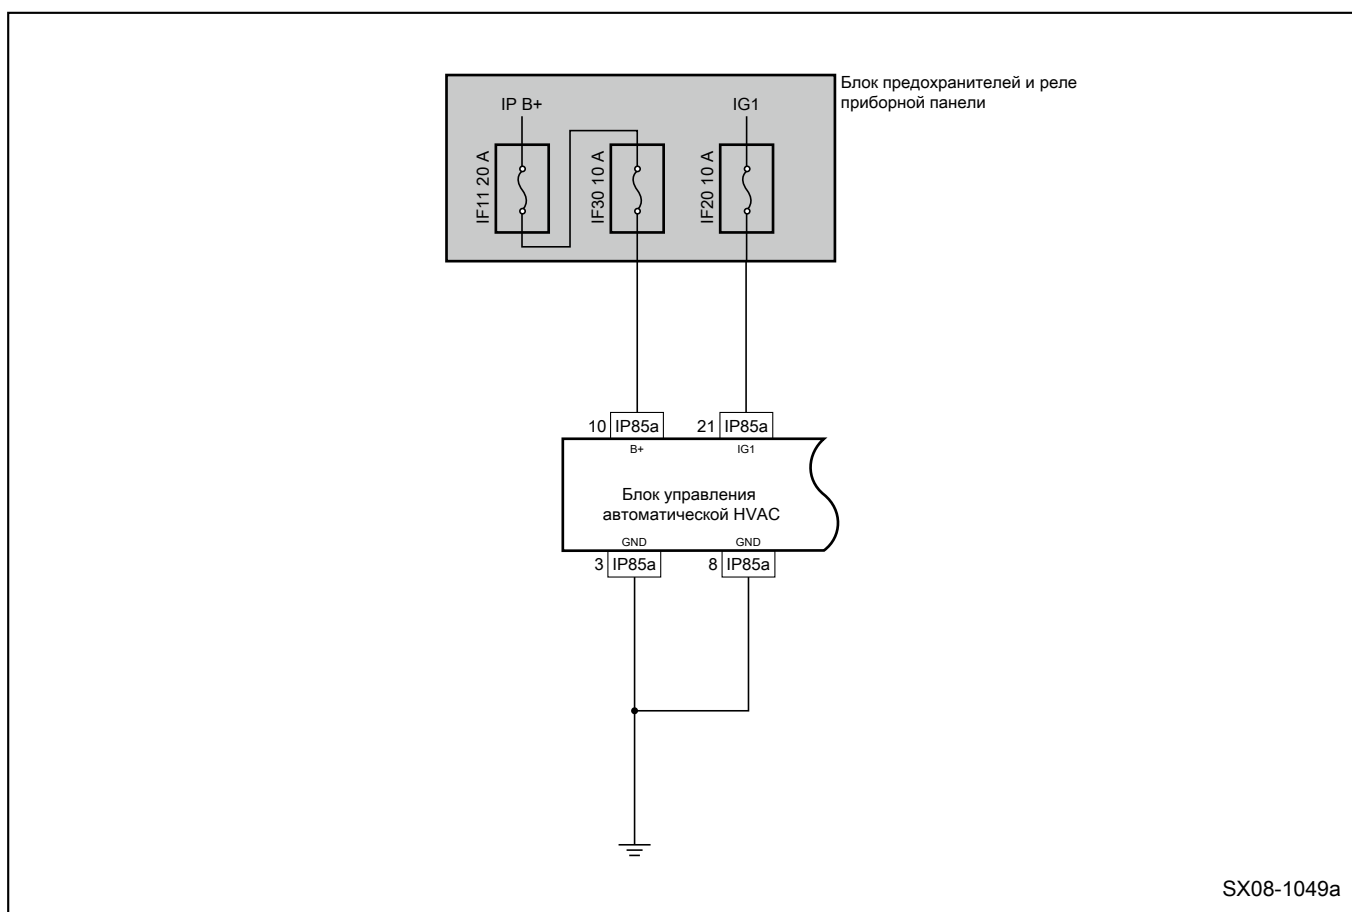 Блок предохранителей и реле
приборной панели
IP B+
IG1
IF11 20 A
IF30 10 A
IF20 10 A
10 IP85a
21 IP85a
B+
IG1
Блок управления
автоматической HVAC
GND
GND
3 IP85a
8 IP85a
SX08-1049a